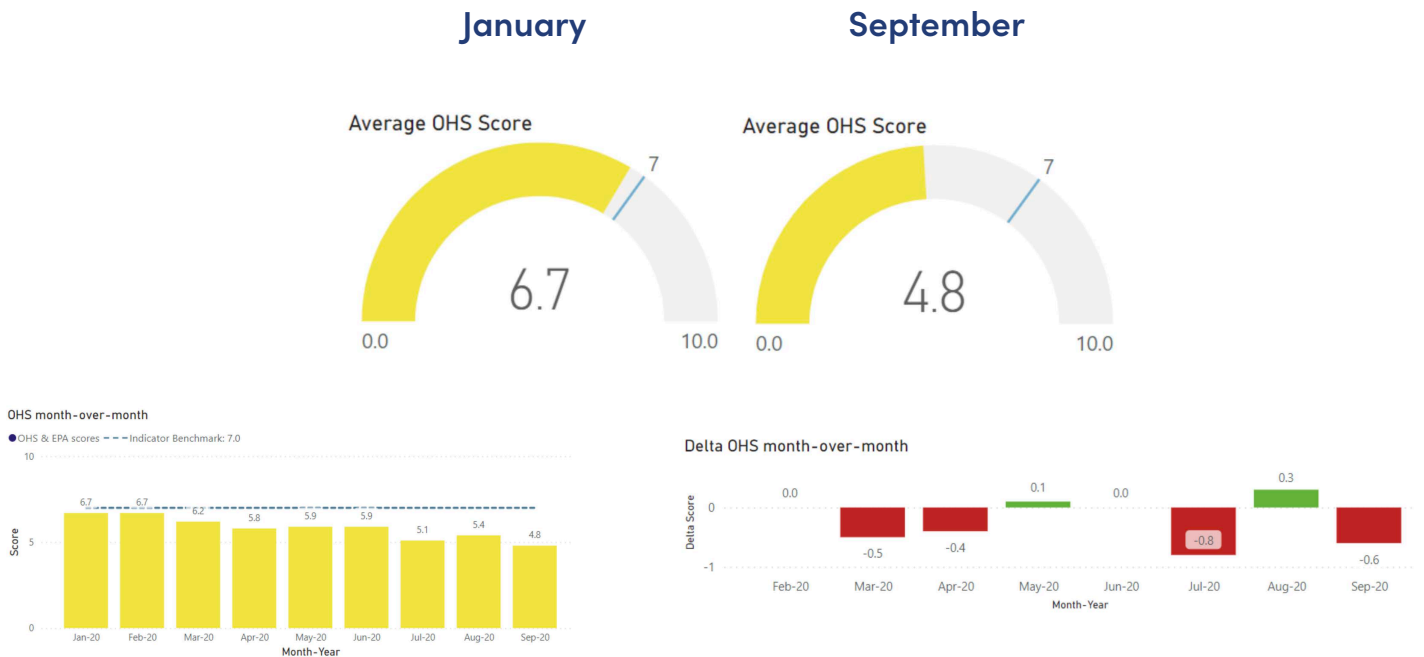 January
September
Average OHS Score
7
6.7
0.0
10.0
Average OHS Score
7
4.8
0.0
10.0
OHS month-over-month
OHS & EPA scores Indicator Benchmark: 7.0
10
5
0
Score
6.7 6.7 6.2 5.8 5.9 5.9 5.1 5.4 4.8
Jan-20 Feb-20 Mar-20 Apr-20 May-20 Jun-20 Jul-20 Aug-20 Sep-20
Month-Year
Delta OHS month-over-month
0
-1
Delta Score
0.0 -0.5 -0.4 0.1 0.0 -0.8 0.3 -0.6
Feb-20 Mar-20 Apr-20 May-20 Jun-20 Jul-20 Aug-20 Sep-20
Month-Year